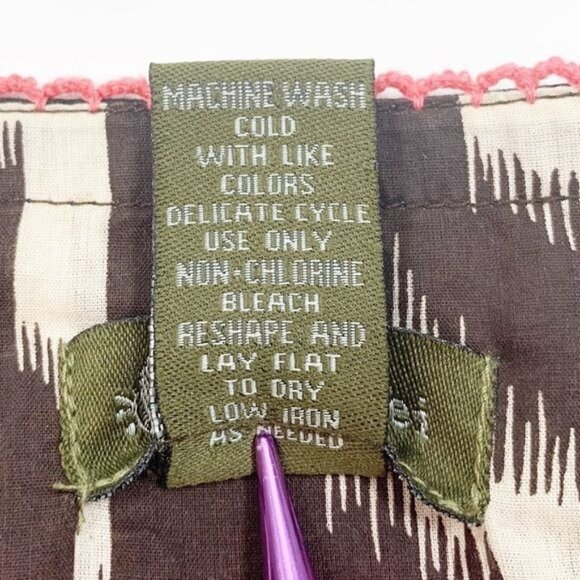 MACHINE WASH
COLD
WITH LIKE
COLORS
DELICATE CYCLE
USE ONLY
NON-CHLORINE
BLEACH
RESHAPE AND
LAY FLAT
TO DRY
LOW IRON
AS NEEDED